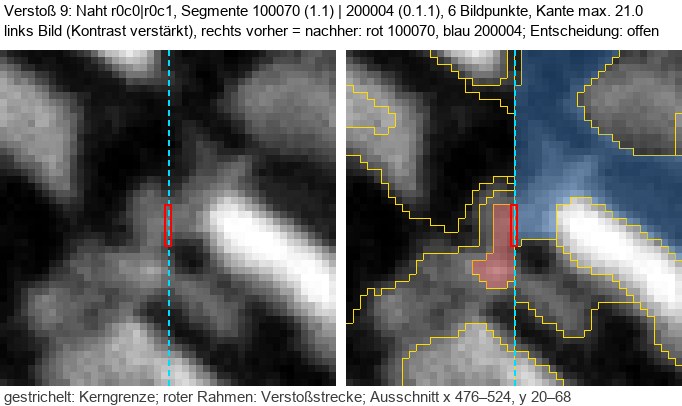 Verstoß 9: Naht r0c0|r0c1, Segmente 100070 (1.1) | 200004 (0.1.1), 6 Bildpunkte, Kante max. 21.0
links Bild (Kontrast verstärkt), rechts vorher = nachher: rot 100070, blau 200004; Entscheidung: offen
gestrichelt: Kerngrenze; roter Rahmen: Verstoßstrecke; Ausschnitt x 476–524, y 20–68